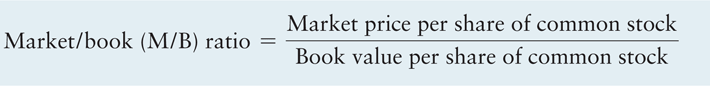 Market/book (M/B) ratio = Market price per share of common stock
Book value per share of common stock